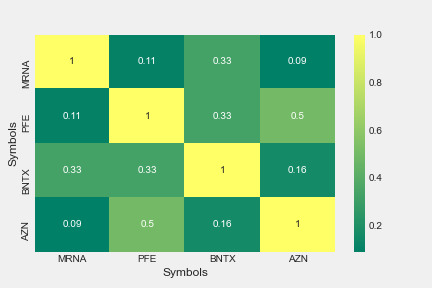 MRNA 1 0.11 0.33 0.09
PFE 0.11 1 0.33 0.5
BNTX 0.33 0.33 1 0.16
AZN 0.09 0.5 0.16 1
Symbols
MRNA PFE BNTX AZN
Symbols
1.0
0.8
0.6
0.4
0.2